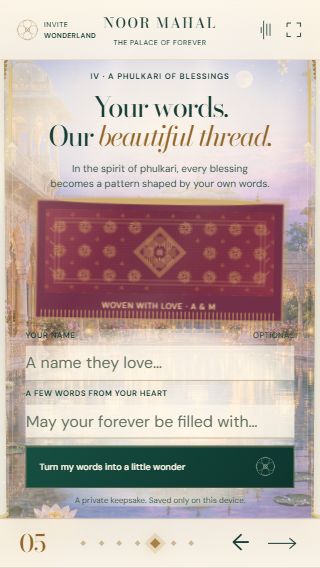 INVITE
WONDERLAND
NOOR MAHAL
THE PALACE OF FOREVER
IV · A PHULKARI OF BLESSINGS
Your words.
Our beautiful thread.
In the spirit of phulkari, every blessing
becomes a pattern shaped by your own words.
WOVEN WITH LOVE · A & M
YOUR NAME
OPTIONAL
A name they love...
A FEW WORDS FROM YOUR HEART
May your forever be filled with...
Turn my words into a little wonder
A private keepsake. Saved only on this device.
05